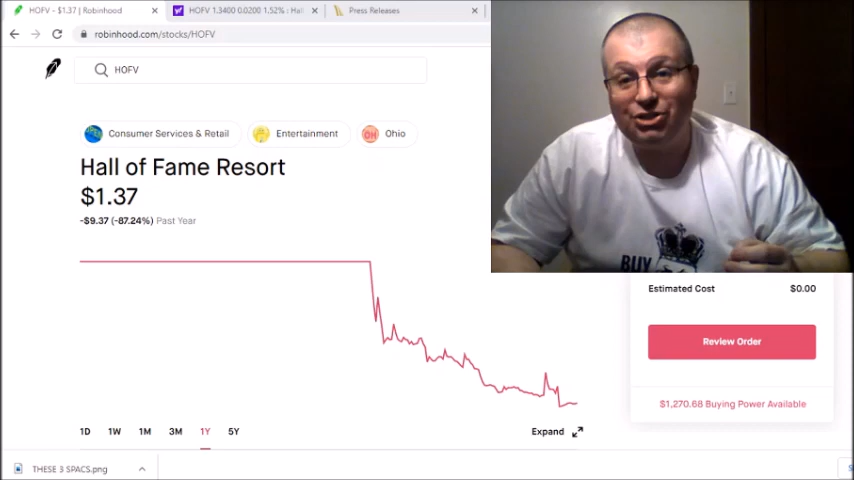 HOFV - $1.37 | Robinhood
HOFV 1.3400 0.0200 1.52% : Hal
Press Releases
robinhood.com/stocks/HOFV
HOFV
Consumer Services & Retail
Entertainment
OH
Ohio
Hall of Fame Resort
$1.37
-$9.37 (-87.24%) Past Year
BUY
Estimated Cost
$0.00
Review Order
$1,270.68 Buying Power Available
1D
1W
1M
3M
1Y
5Y
Expand
THESE 3 SPACS.png